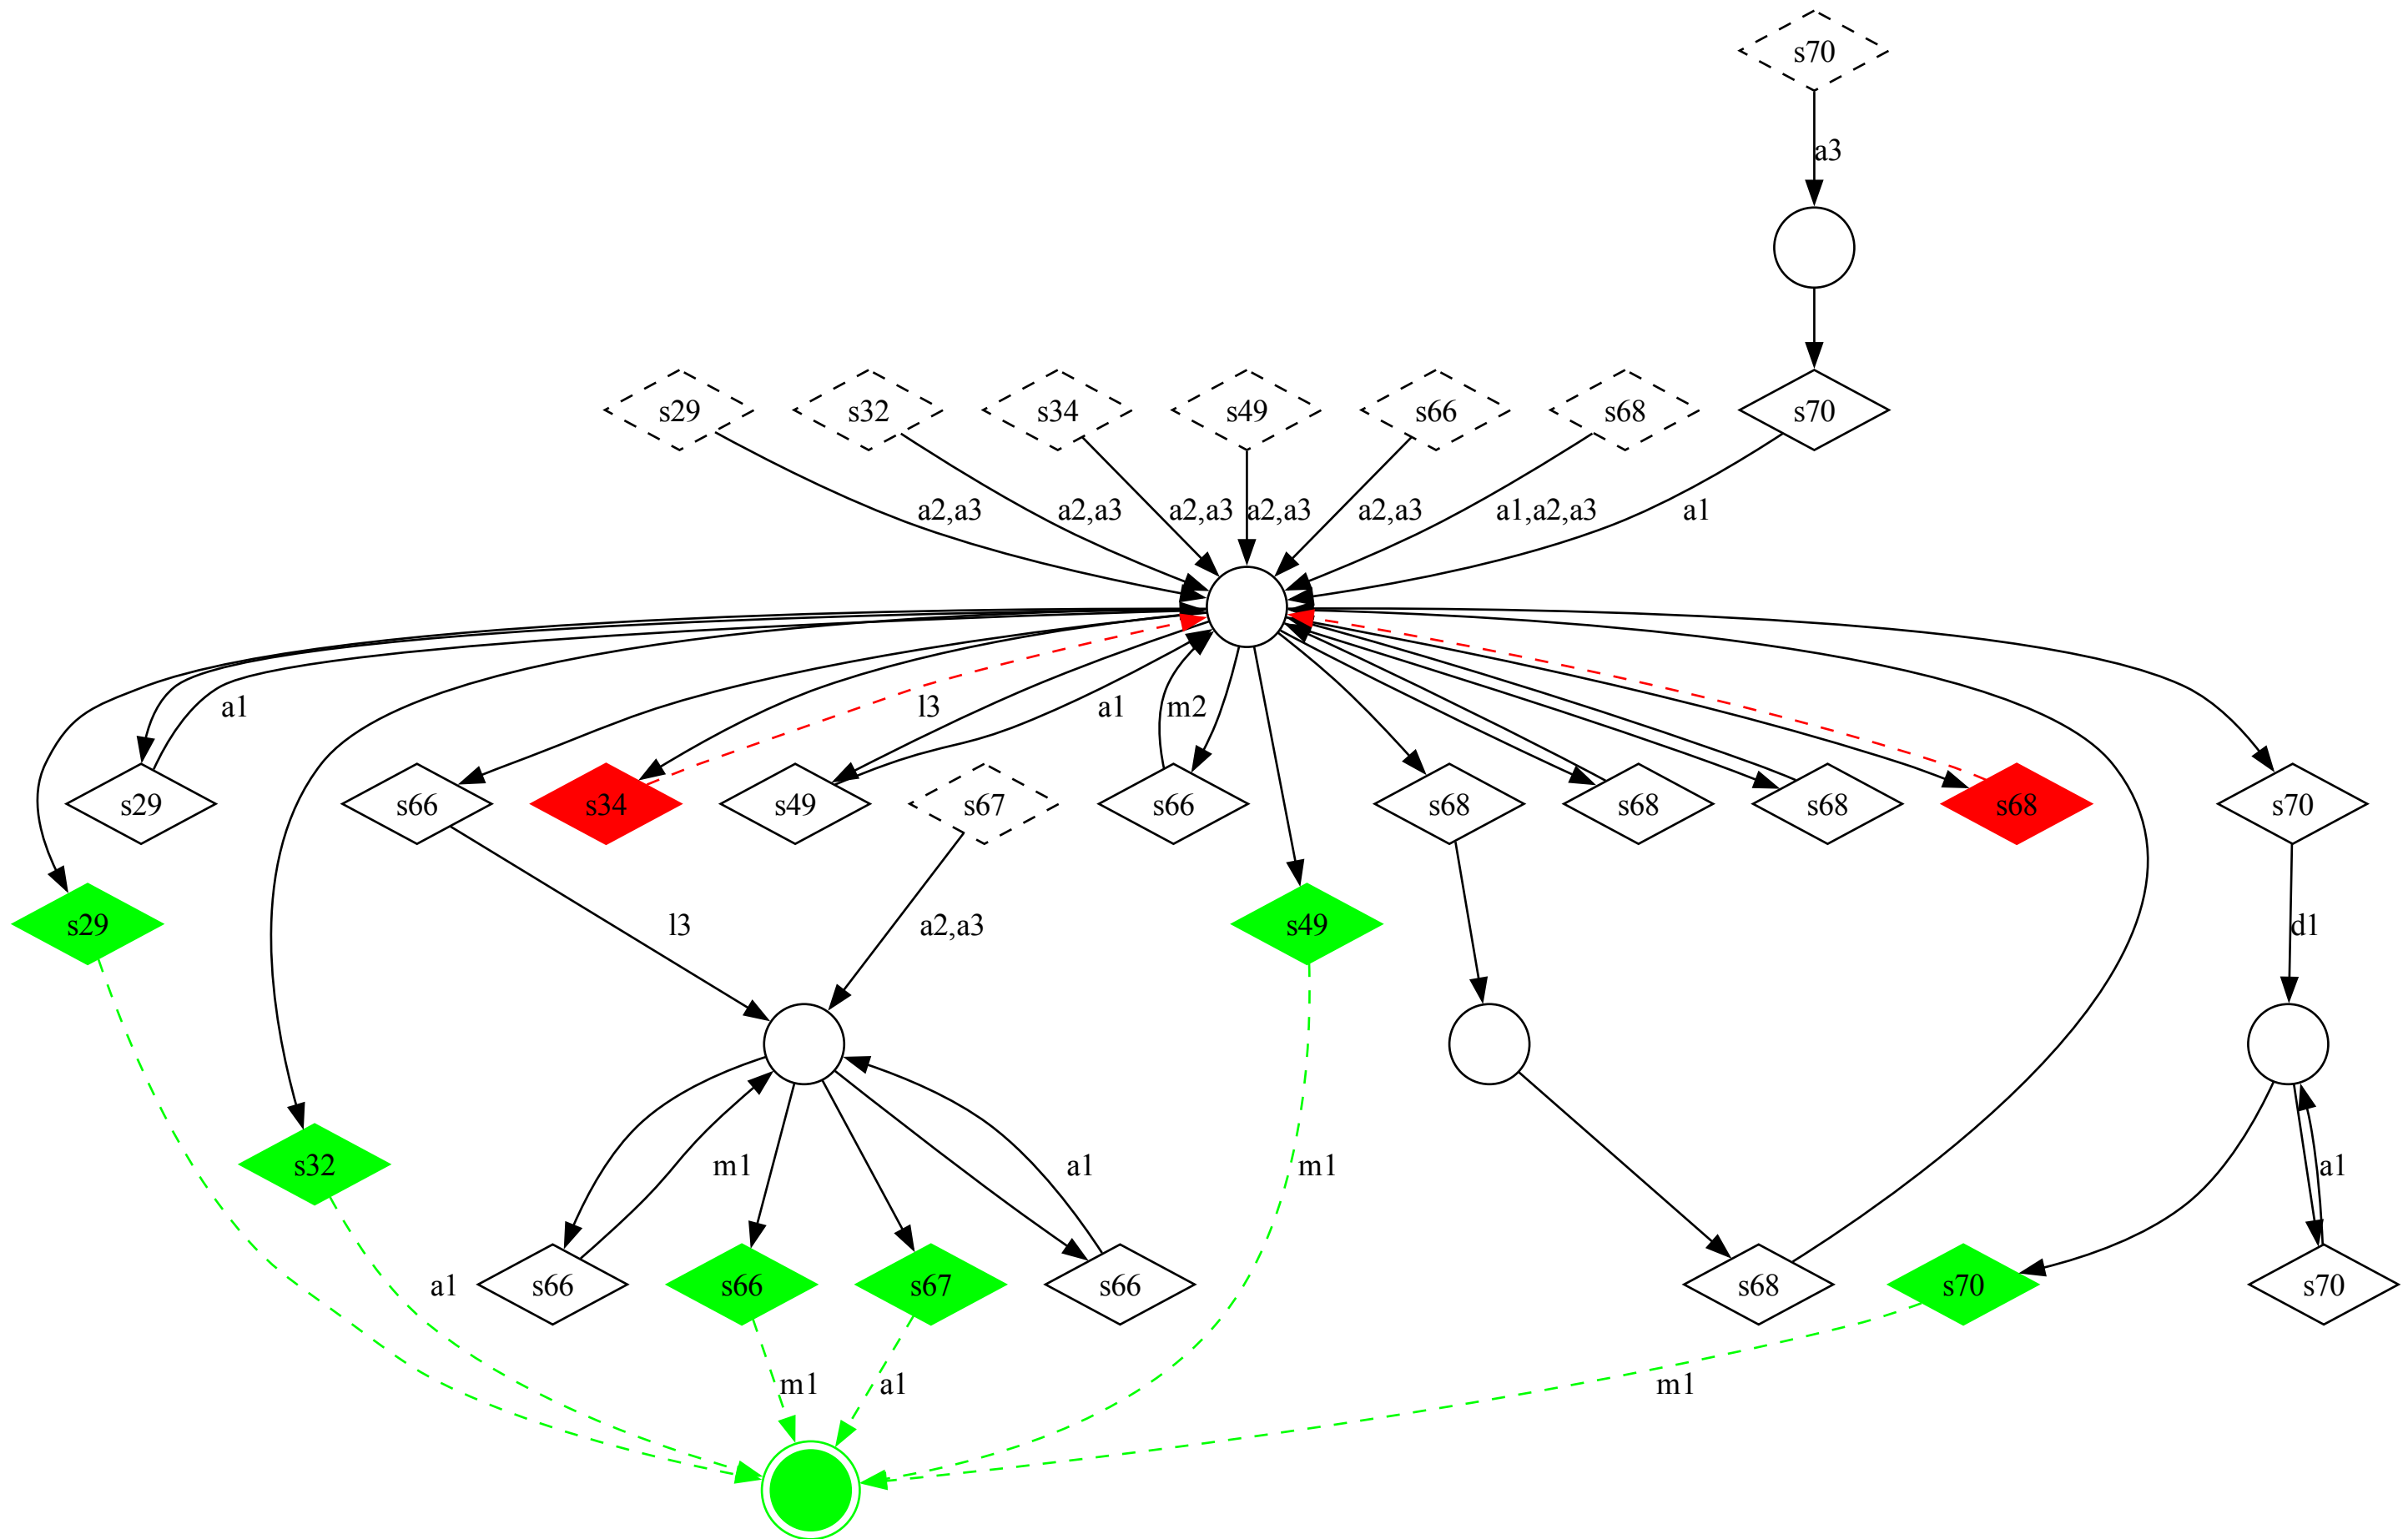 s70
a3
s29
s32
s34
s49
s66
s68
s70
a2,a3
a2,a3
a2,a3
a2,a3
a2,a3
a1,a2,a3
a1
a1
l3
a1
m2
s29
s66
s34
s49
s67
s66
s68
s68
s68
s68
s70
s29
l3
a2,a3
s49
d1
s32
m1
a1
m1
a1
a1
s66
s66
s67
s66
s68
s70
s70
m1
a1
m1